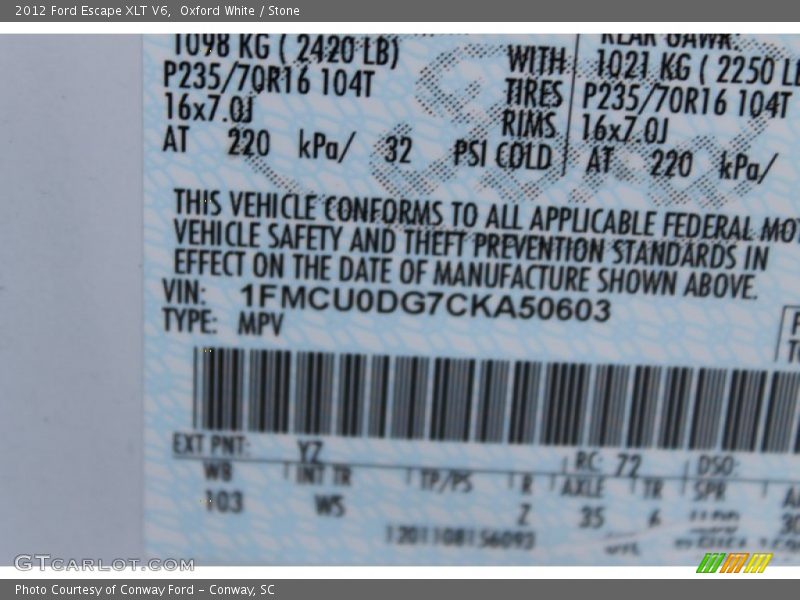 2012 Ford Escape XLT V6,  Oxford White / Stone
1098 KG ( 2420 LB) WITH 1021 KG ( 2250 LB
P235/70R16 104T TIRES P235/70R16 104T
16x7.0J RIMS 16x7.0J
AT 220 kPa/ 32 PSI COLD AT 220 kPa/
THIS VEHICLE CONFORMS TO ALL APPLICABLE FEDERAL MOT
VEHICLE SAFETY AND THEFT PREVENTION STANDARDS IN
EFFECT ON THE DATE OF MANUFACTURE SHOWN ABOVE.
VIN: 1FMCU0DG7CKA50603
TYPE: MPV
EXT PNT: YZ RC: 72 DSO:
WB INT TR TP/PS R AXLE TR SPR
103 WS Z 35 6
GTCARLOT.COM
Photo Courtesy of Conway Ford - Conway, SC